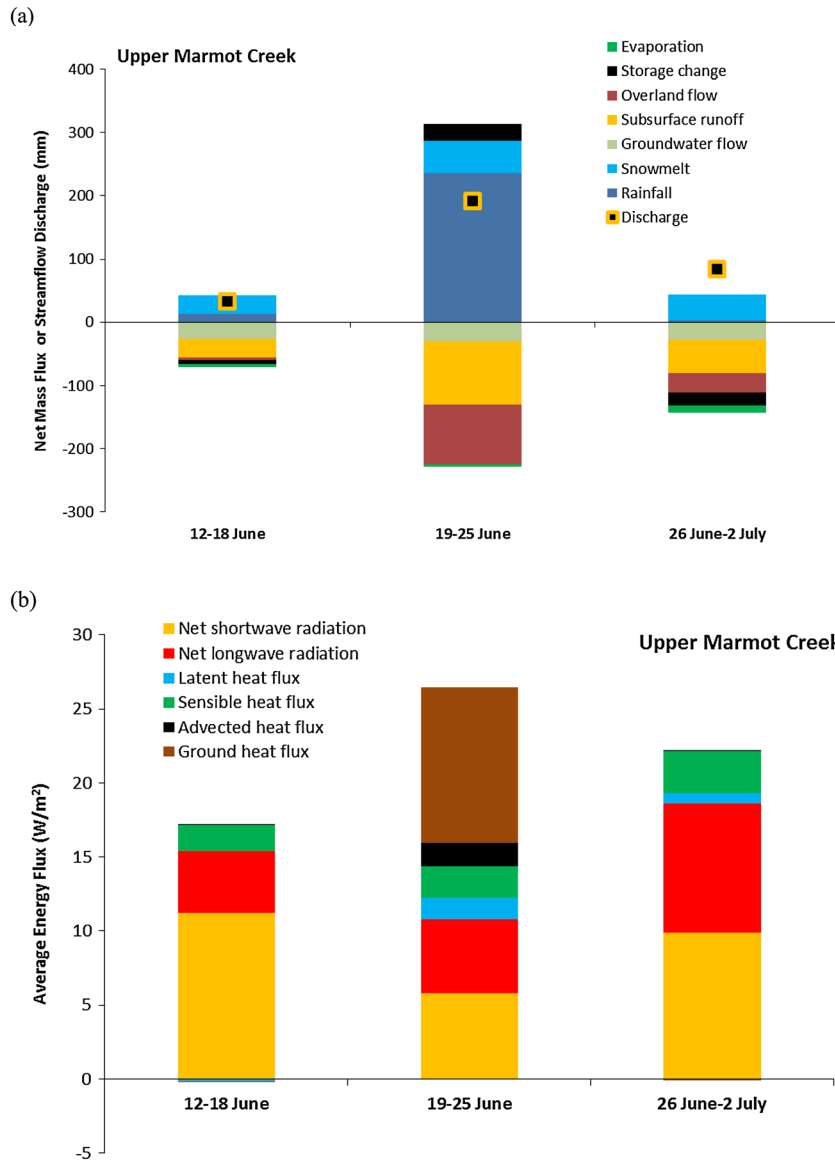 (a)
Upper Marmot Creek
Net Mass Flux or Streamflow Discharge (mm)
400
300
200
100
0
-100
-200
-300
Evaporation
Storage change
Overland flow
Subsurface runoff
Groundwater flow
Snowmelt
Rainfall
Discharge
12-18 June
19-25 June
26 June-2 July
(b)
Upper Marmot Creek
Average Energy Flux (W/m²)
30
25
20
15
10
5
0
-5
Net shortwave radiation
Net longwave radiation
Latent heat flux
Sensible heat flux
Advected heat flux
Ground heat flux
12-18 June
19-25 June
26 June-2 July